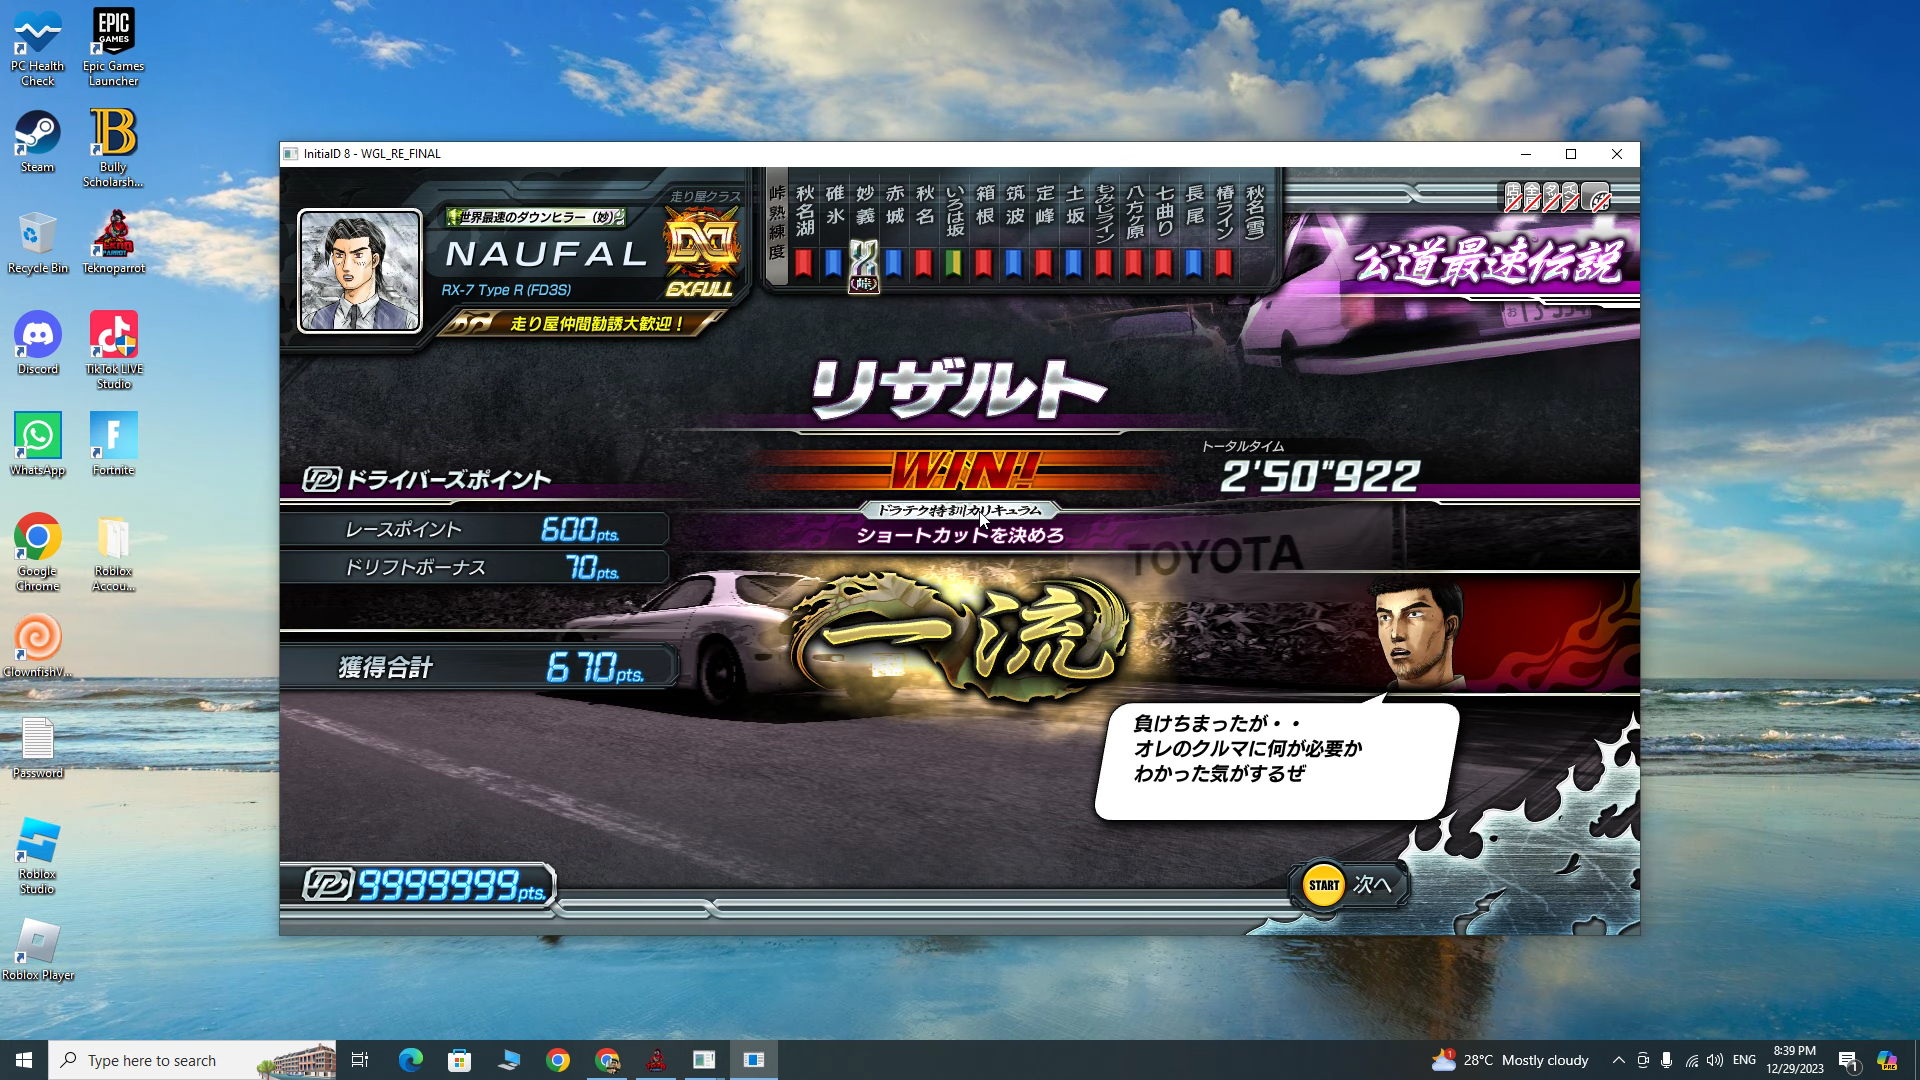 PC Health
Check
Epic Games
Launcher
Steam
Bully
Scholarsh...
Recycle Bin
Teknoparrot
Discord
TikTok LIVE
Studio
WhatsApp
Fortnite
Google
Chrome
Roblox
Accou...
ClownfishV...
Password
Roblox
Studio
Roblox Player
EPIC
GAMES
InitialD 8 - WGL_RE_FINAL
世界最速のダウンヒラー（妙）
NAUFAL
RX-7 Type R (FD3S)
走り屋仲間勧誘大歓迎！
走り屋クラス
EXFULL
峠熟練度
秋名湖
碓氷
妙義
赤城
秋名
いろは坂
箱根
筑波
定峰
土坂
もみじライン
八方ヶ原
七曲り
長尾
椿ライン
秋名(雪)
公道最速伝説
リザルト
WIN!
トータルタイム
2'50"922
ドラテク特訓カリキュラム
ショートカットを決めろ
ドライバーズポイント
レースポイント 600pts.
ドリフトボーナス 70pts.
獲得合計 670pts.
TOYOTA
一流
負けちまったが・・
オレのクルマに何が必要か
わかった気がするぜ
9999999pts.
START 次へ
Type here to search
28°C Mostly cloudy
ENG
8:39 PM
12/29/2023